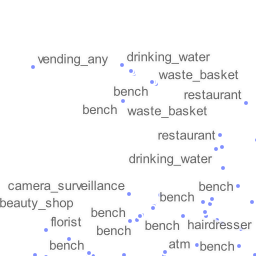 vending_any
drinking_water
waste_basket
bench
restaurant
bench
waste_basket
restaurant
drinking_water
camera_surveillance
bench
bench
beauty_shop
bench
florist
bench
hairdresser
bench
bench
atm
bench